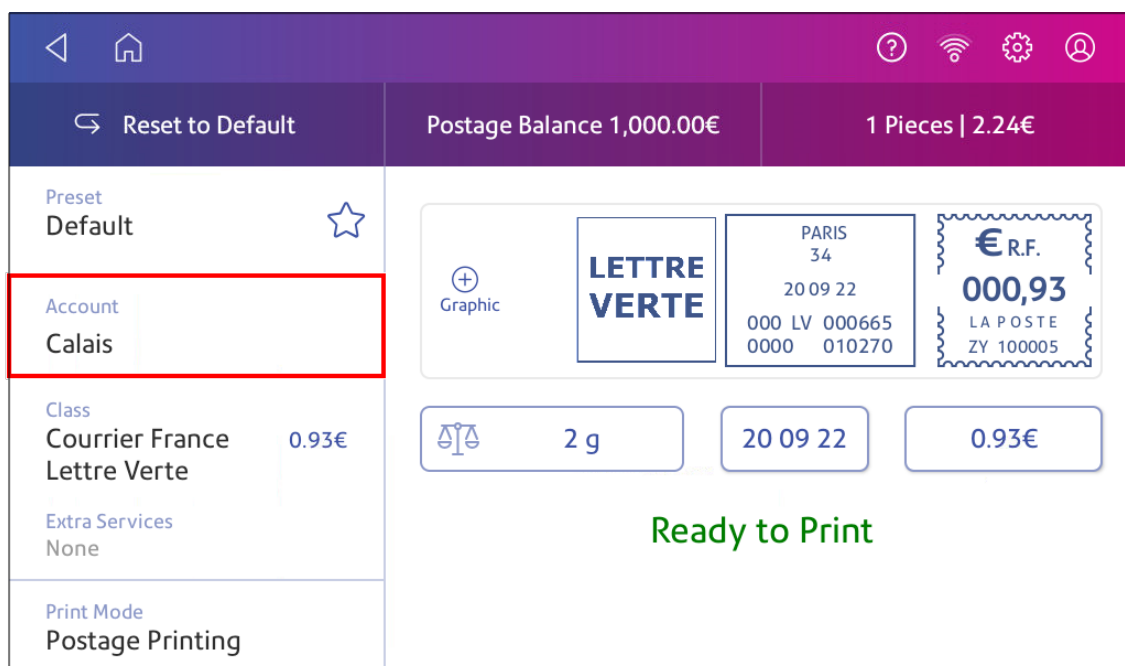 Reset to Default
Postage Balance 1,000.00€
1 Pieces | 2.24€
Preset
Default
Account
Calais
Class
Courrier France 0.93€
Lettre Verte
Extra Services
None
Print Mode
Postage Printing
Graphic
LETTRE
VERTE
PARIS
34
20 09 22
000 LV 000665
0000 010270
€ R.F.
000,93
LA POSTE
ZY 100005
2 g
20 09 22
0.93€
Ready to Print